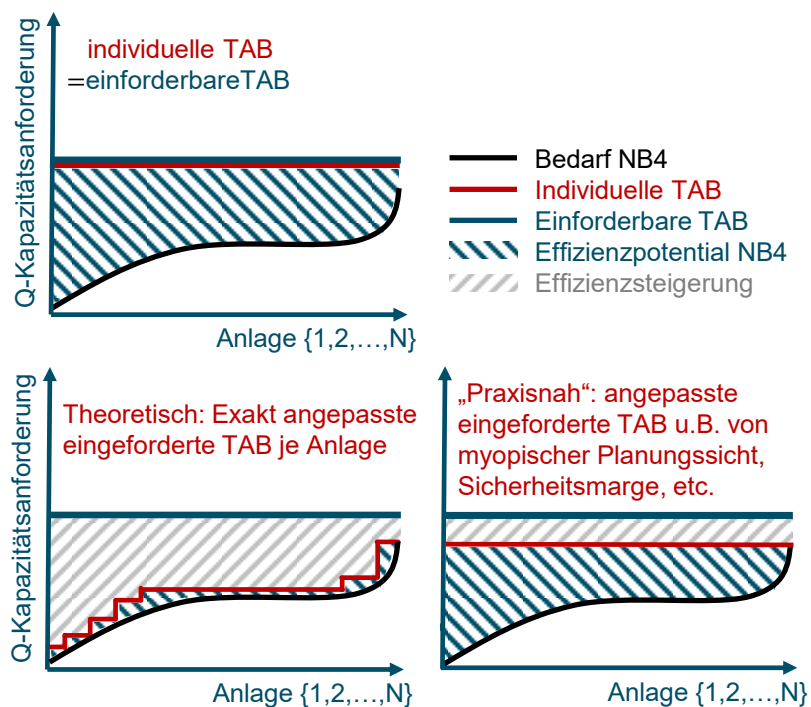 individuelle TAB
=einforderbareTAB
Q-Kapazitätsanforderung
Anlage {1,2,…,N}
Bedarf NB4
Individuelle TAB
Einforderbare TAB
Effizienzpotential NB4
Effizienzsteigerung
Theoretisch: Exakt angepasste
eingeforderte TAB je Anlage
Q-Kapazitätsanforderung
Anlage {1,2,…,N}
„Praxisnah“: angepasste
eingeforderte TAB u.B. von
myopischer Planungssicht,
Sicherheitsmarge, etc.
Q-Kapazitätsanforderung
Anlage {1,2,…,N}